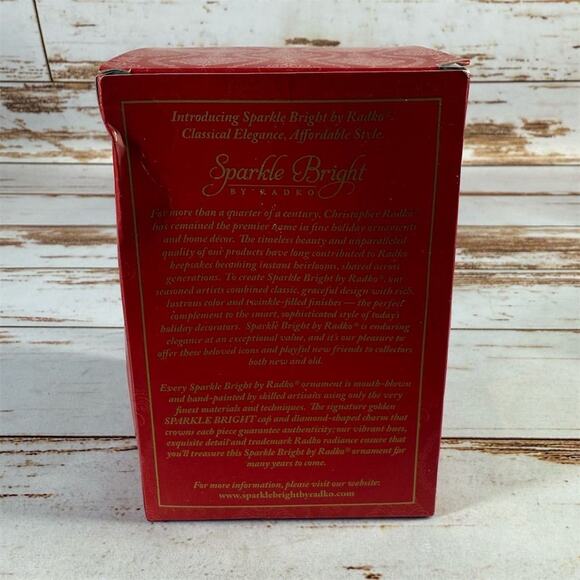 Introducing Sparkle Bright by Radko® -
Classical Elegance, Affordable Style.
Sparkle Bright
BY RADKO
For more than a quarter of a century, Christopher Radko
has remained the premier name in fine holiday ornaments
and home décor. The timeless beauty and unparalleled
quality of our products have long contributed to Radko
keepsakes becoming instant heirlooms, shared across
generations. To create Sparkle Bright by Radko®, our
seasoned artists combined classic, graceful design with rich,
lustrous color and twinkle-filled finishes — the perfect
complement to the smart, sophisticated style of today's
holiday decorators. Sparkle Bright by Radko® is enduring
elegance at an exceptional value, and it's our pleasure to
offer these beloved icons and playful new friends to collectors
both new and old.
Every Sparkle Bright by Radko® ornament is mouth-blown
and hand-painted by skilled artisans using only the very
finest materials and techniques. The signature golden
SPARKLE BRIGHT cap and diamond-shaped charm that
crowns each piece guarantee authenticity; our vibrant hues,
exquisite detail and trademark Radko radiance ensure that
you'll treasure this Sparkle Bright by Radko® ornament for
many years to come.
For more information, please visit our website:
www.sparklebrightbyradko.com